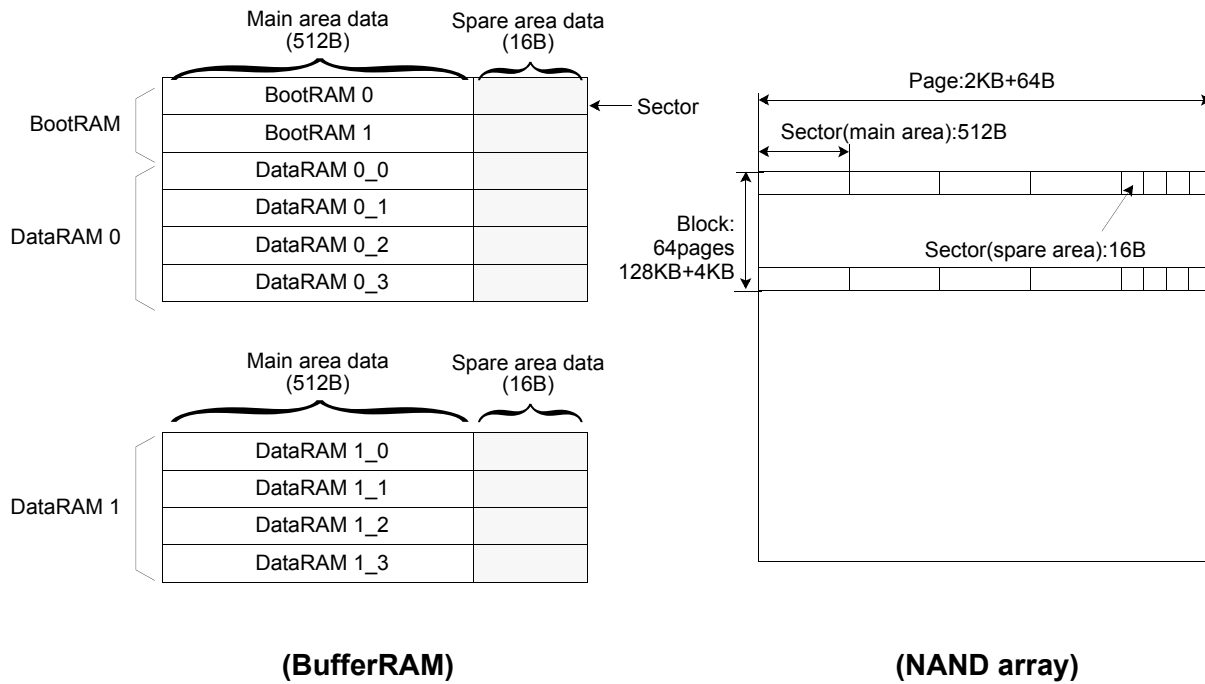 Main area data
(512B)
Spare area data
(16B)
BootRAM
BootRAM 0
BootRAM 1
Sector
DataRAM 0
DataRAM 0_0
DataRAM 0_1
DataRAM 0_2
DataRAM 0_3
Main area data
(512B)
Spare area data
(16B)
DataRAM 1
DataRAM 1_0
DataRAM 1_1
DataRAM 1_2
DataRAM 1_3
(BufferRAM)
Page:2KB+64B
Sector(main area):512B
Block:
64pages
128KB+4KB
Sector(spare area):16B
(NAND array)